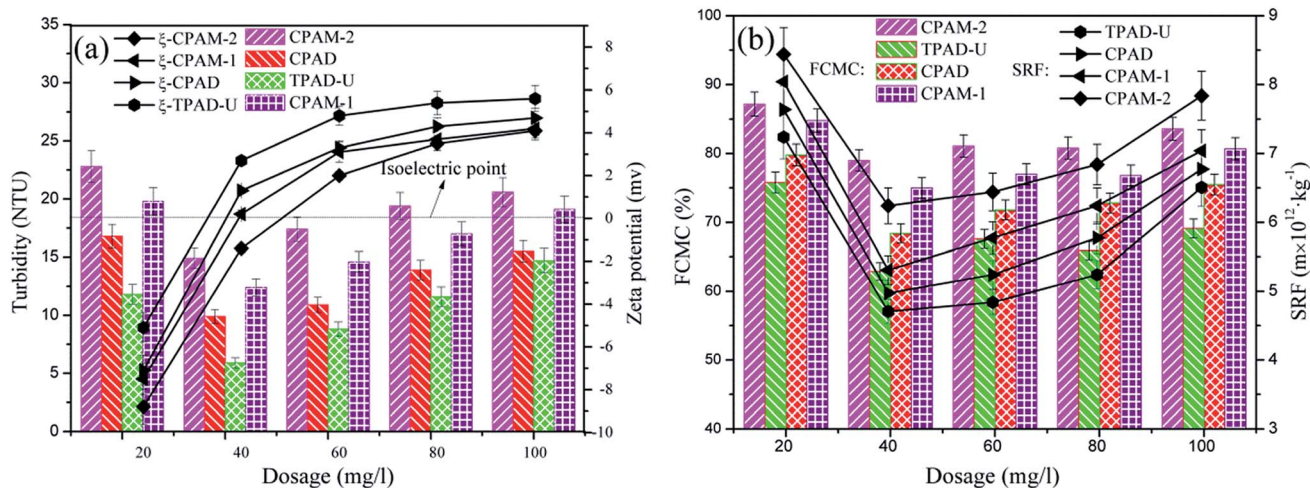 (a)
ξ-CPAM-2
ξ-CPAM-1
ξ-CPAD
ξ-TPAD-U
CPAM-2
CPAD
TPAD-U
CPAM-1
Isoelectric point
Turbidity (NTU)
35
30
25
20
15
10
5
0
Zeta potential (mv)
8
6
4
2
0
-2
-4
-6
-8
-10
20 40 60 80 100
Dosage (mg/l)
(b)
FCMC:
CPAM-2
TPAD-U
CPAD
CPAM-1
SRF:
TPAD-U
CPAD
CPAM-1
CPAM-2
FCMC (%)
100
90
80
70
60
50
40
SRF (m×10¹²·kg⁻¹)
9
8
7
6
5
4
3
20 40 60 80 100
Dosage (mg/l)